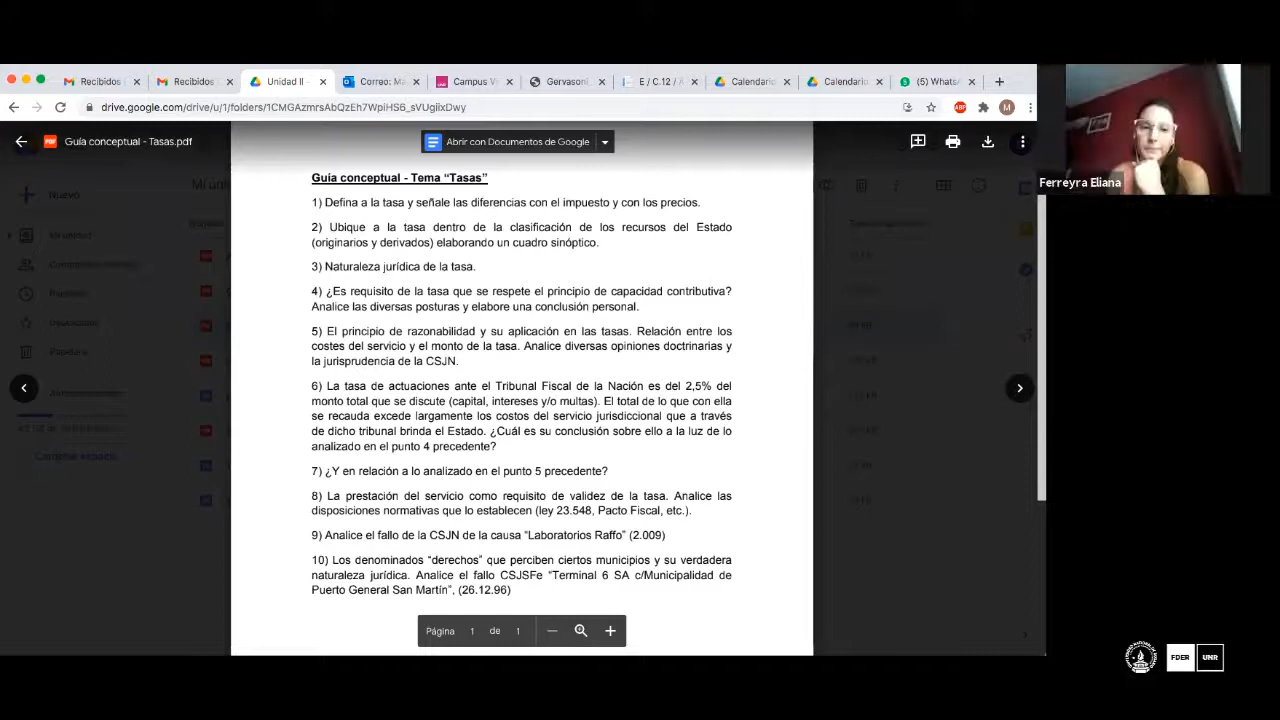 Recibidos
Recibidos
Unidad II -
Correo: Ma
Campus V
Gervason
E / C.12 / A
Calendario
Calendario
(5) WhatsA
drive.google.com/drive/u/1/folders/1CMGAzmrsAbQzEh7WpiHS6_sVUgiixDwy
ABP
M
PDF
Guía conceptual - Tasas.pdf
Abrir con Documentos de Google
Ferreyra Eliana
Nuevo
Mi unidad
Guía conceptual - Tema “Tasas”
1) Defina a la tasa y señale las diferencias con el impuesto y con los precios.
2) Ubique a la tasa dentro de la clasificación de los recursos del Estado
(originarios y derivados) elaborando un cuadro sinóptico.
3) Naturaleza jurídica de la tasa.
4) ¿Es requisito de la tasa que se respete el principio de capacidad contributiva?
Analice las diversas posturas y elabore una conclusión personal.
5) El principio de razonabilidad y su aplicación en las tasas. Relación entre los
costes del servicio y el monto de la tasa. Analice diversas opiniones doctrinarias y
la jurisprudencia de la CSJN.
6) La tasa de actuaciones ante el Tribunal Fiscal de la Nación es del 2,5% del
monto total que se discute (capital, intereses y/o multas). El total de lo que con ella
se recauda excede largamente los costos del servicio jurisdiccional que a través
de dicho tribunal brinda el Estado. ¿Cuál es su conclusión sobre ello a la luz de lo
analizado en el punto 4 precedente?
7) ¿Y en relación a lo analizado en el punto 5 precedente?
8) La prestación del servicio como requisito de validez de la tasa. Analice las
disposiciones normativas que lo establecen (ley 23.548, Pacto Fiscal, etc.).
9) Analice el fallo de la CSJN de la causa “Laboratorios Raffo” (2.009)
10) Los denominados “derechos” que perciben ciertos municipios y su verdadera
naturaleza jurídica. Analice el fallo CSJSFe “Terminal 6 SA c/Municipalidad de
Puerto General San Martín”, (26.12.96)
Página 1 de 1
FDER UNR